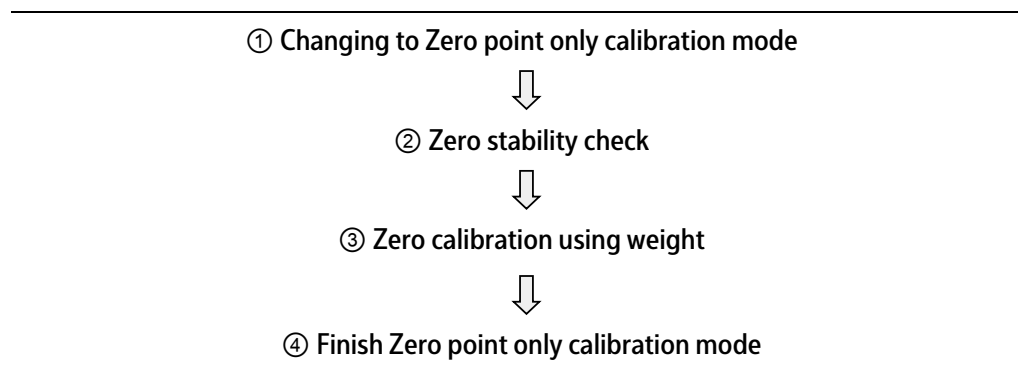 ① Changing to Zero point only calibration mode
② Zero stability check
③ Zero calibration using weight
④ Finish Zero point only calibration mode